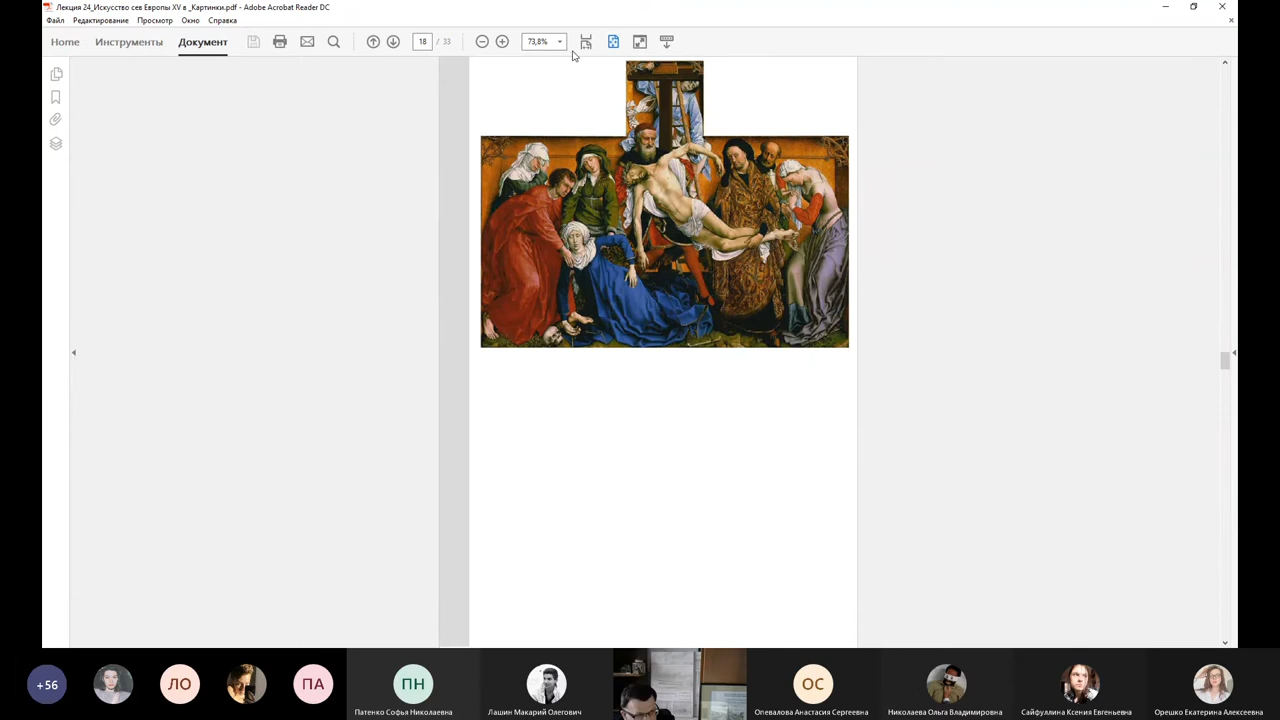 Лекция 24_Искусство сев Европы XV в _Картинки.pdf - Adobe Acrobat Reader DC
Файл Редактирование Просмотр Окно Справка
Home Инструменты Документ 18 / 33 73,8%
+56 ЛО ПА ПН ОС
Патенко Софья Николаевна Лашин Макарий Олегович Опевалова Анастасия Сергеевна Николаева Ольга Владимировна Сайфуллина Ксения Евгеньевна Орешко Екатерина Алексеевна